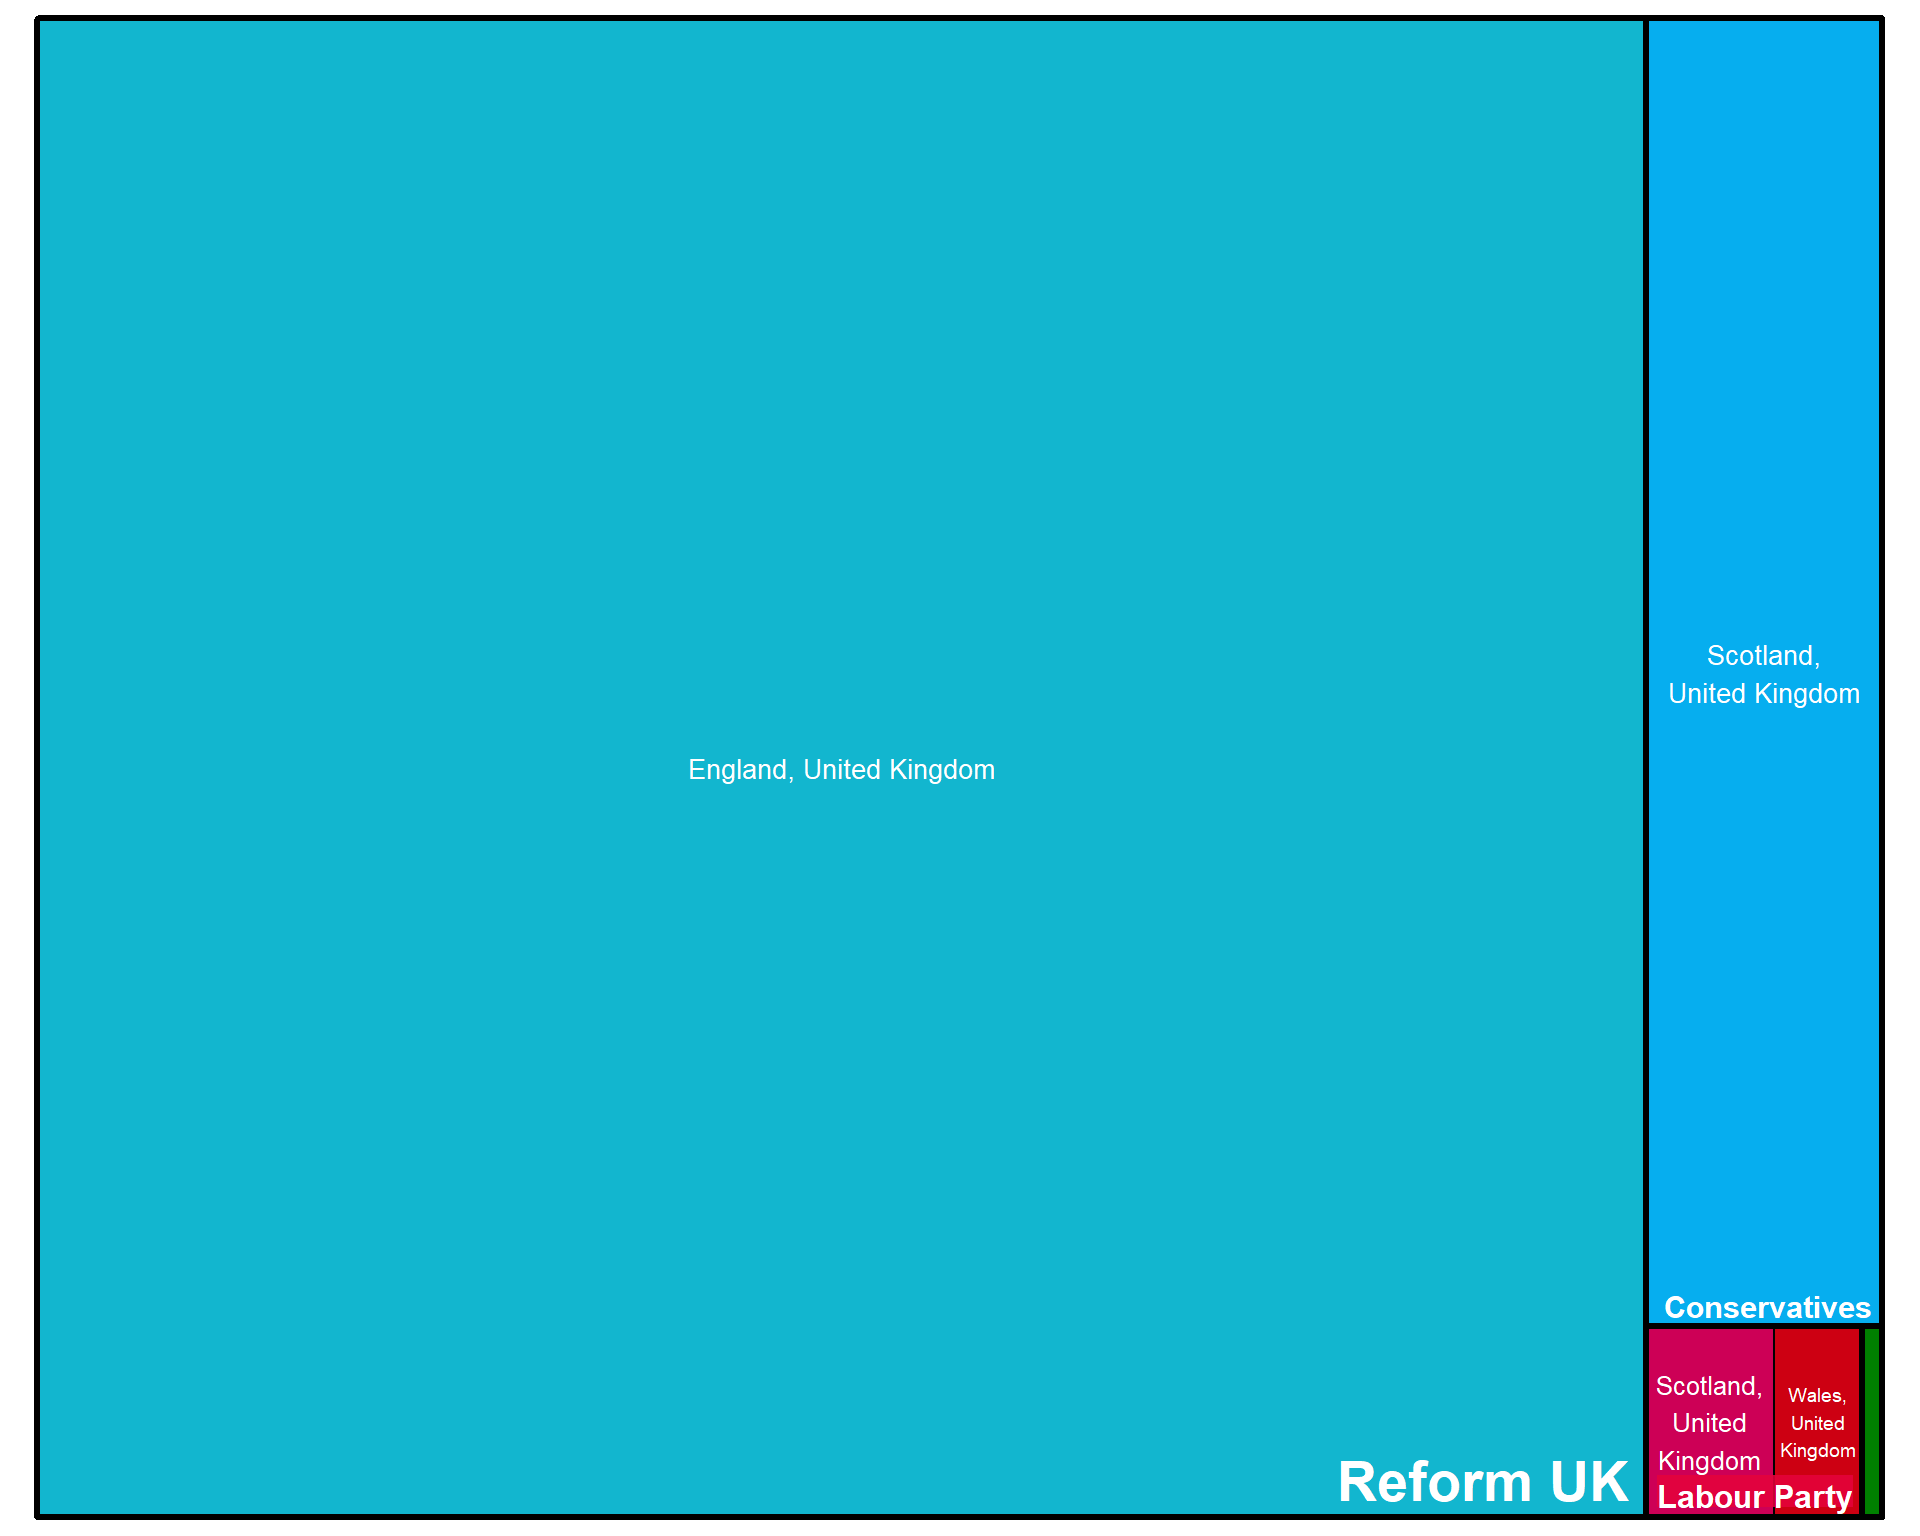 England, United Kingdom
Reform UK
Scotland,
United Kingdom
Conservatives
Scotland,
United
Kingdom
Wales,
United
Kingdom
Labour Party